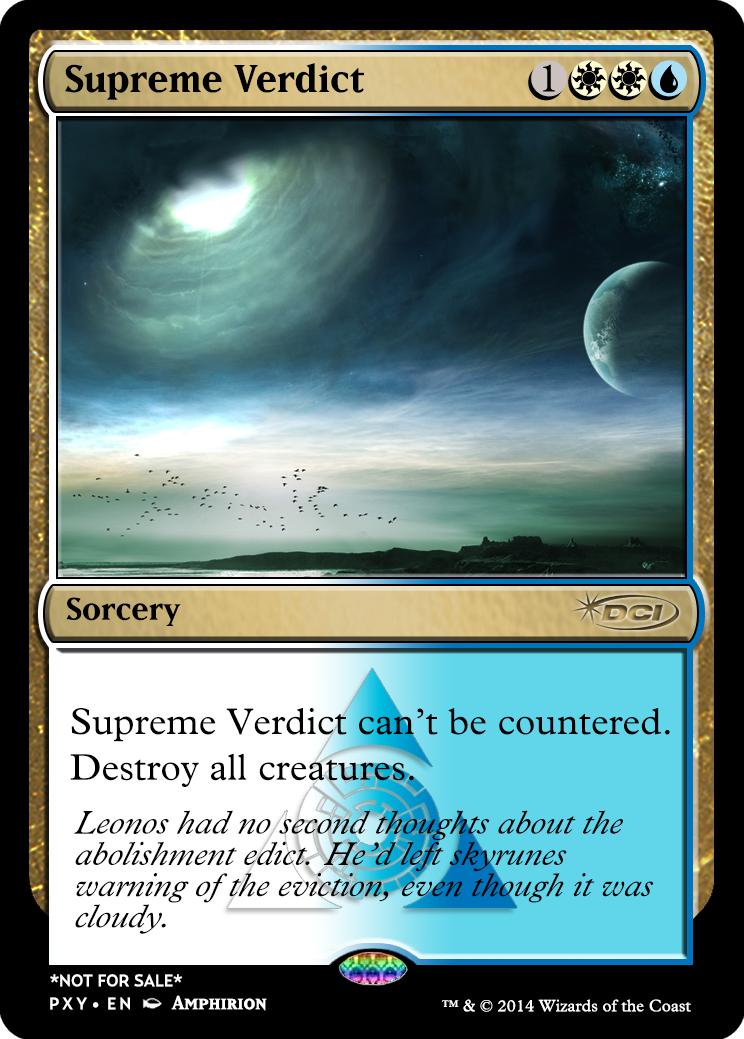 Supreme Verdict 1
Sorcery DCI
Supreme Verdict can't be countered.
Destroy all creatures.
Leonos had no second thoughts about the
abolishment edict. He'd left skyrunes
warning of the eviction, even though it was
cloudy.
*NOT FOR SALE*
PXY • EN AMPHIRION
™ & © 2014 Wizards of the Coast